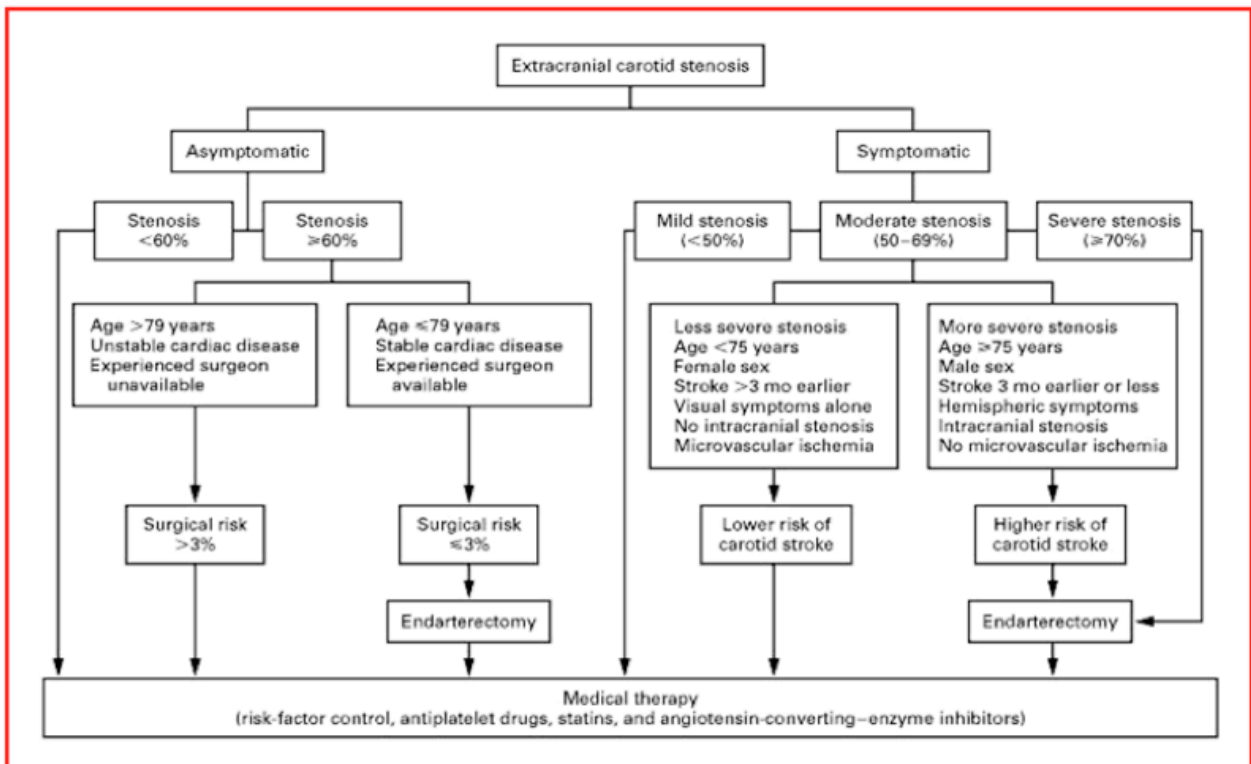 Extracranial carotid stenosis
Asymptomatic
Symptomatic
Stenosis
<60%
Stenosis
⩾60%
Mild stenosis
(<50%)
Moderate stenosis
(50–69%)
Severe stenosis
(⩾70%)
Age >79 years
Unstable cardiac disease
Experienced surgeon
unavailable
Age ⩽79 years
Stable cardiac disease
Experienced surgeon
available
Less severe stenosis
Age <75 years
Female sex
Stroke >3 mo earlier
Visual symptoms alone
No intracranial stenosis
Microvascular ischemia
More severe stenosis
Age ⩾75 years
Male sex
Stroke 3 mo earlier or less
Hemispheric symptoms
Intracranial stenosis
No microvascular ischemia
Surgical risk
>3%
Surgical risk
⩽3%
Lower risk of
carotid stroke
Higher risk of
carotid stroke
Endarterectomy
Endarterectomy
Medical therapy
(risk-factor control, antiplatelet drugs, statins, and angiotensin-converting–enzyme inhibitors)